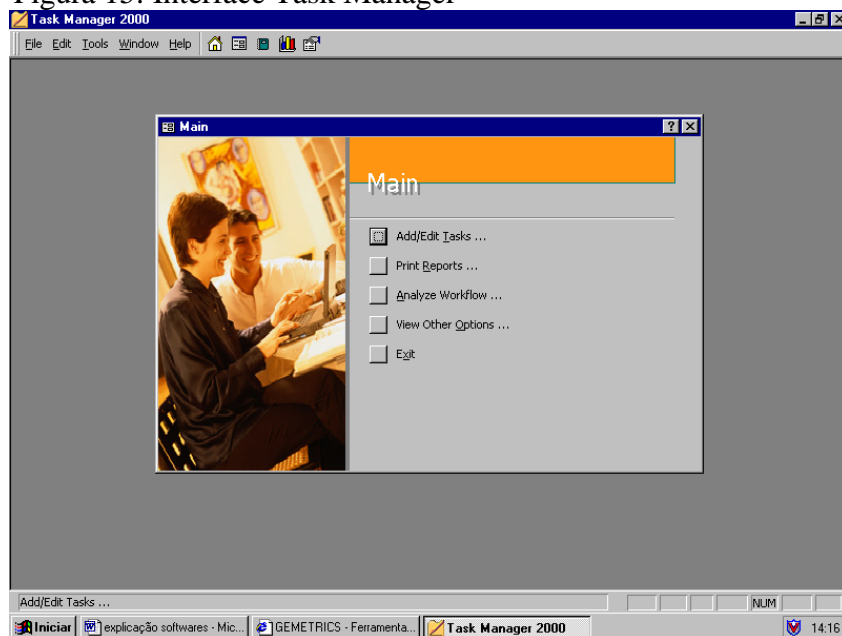 Figura 13: Interface Task Manager
Task Manager 2000
File Edit Tools Window Help
Main
Main
Add/Edit Tasks ...
Print Reports ...
Analyze Workflow ...
View Other Options ...
Exit
Add/Edit Tasks ...
NUM
Iniciar explicação softwares - Mic... GEMETRICS - Ferramenta... Task Manager 2000 14:16